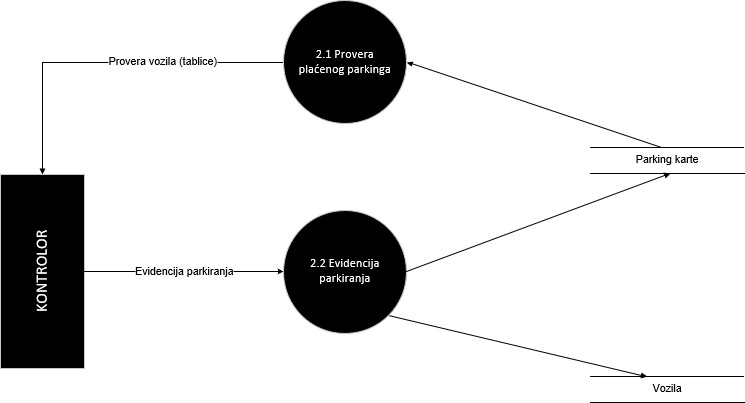 2.1 Provera
plaćenog parkinga
Provera vozila (tablice)
Parking karte
KONTROLOR
Evidencija parkiranja
2.2 Evidencija
parkiranja
Vozila